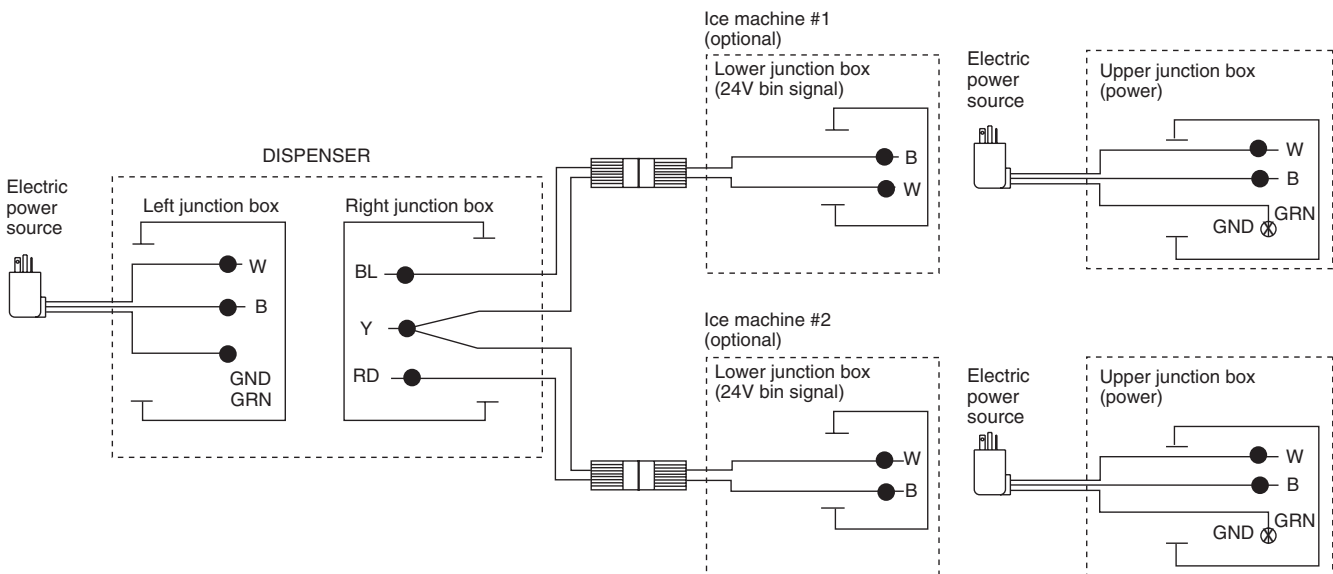 DISPENSER
Electric
power
source
Left junction box
W
B
GND
GRN
Right junction box
BL
Y
RD
Ice machine #1
(optional)
Lower junction box
(24V bin signal)
B
W
Electric
power
source
Upper junction box
(power)
W
B
GRN
GND
Ice machine #2
(optional)
Lower junction box
(24V bin signal)
W
B
Electric
power
source
Upper junction box
(power)
W
B
GRN
GND